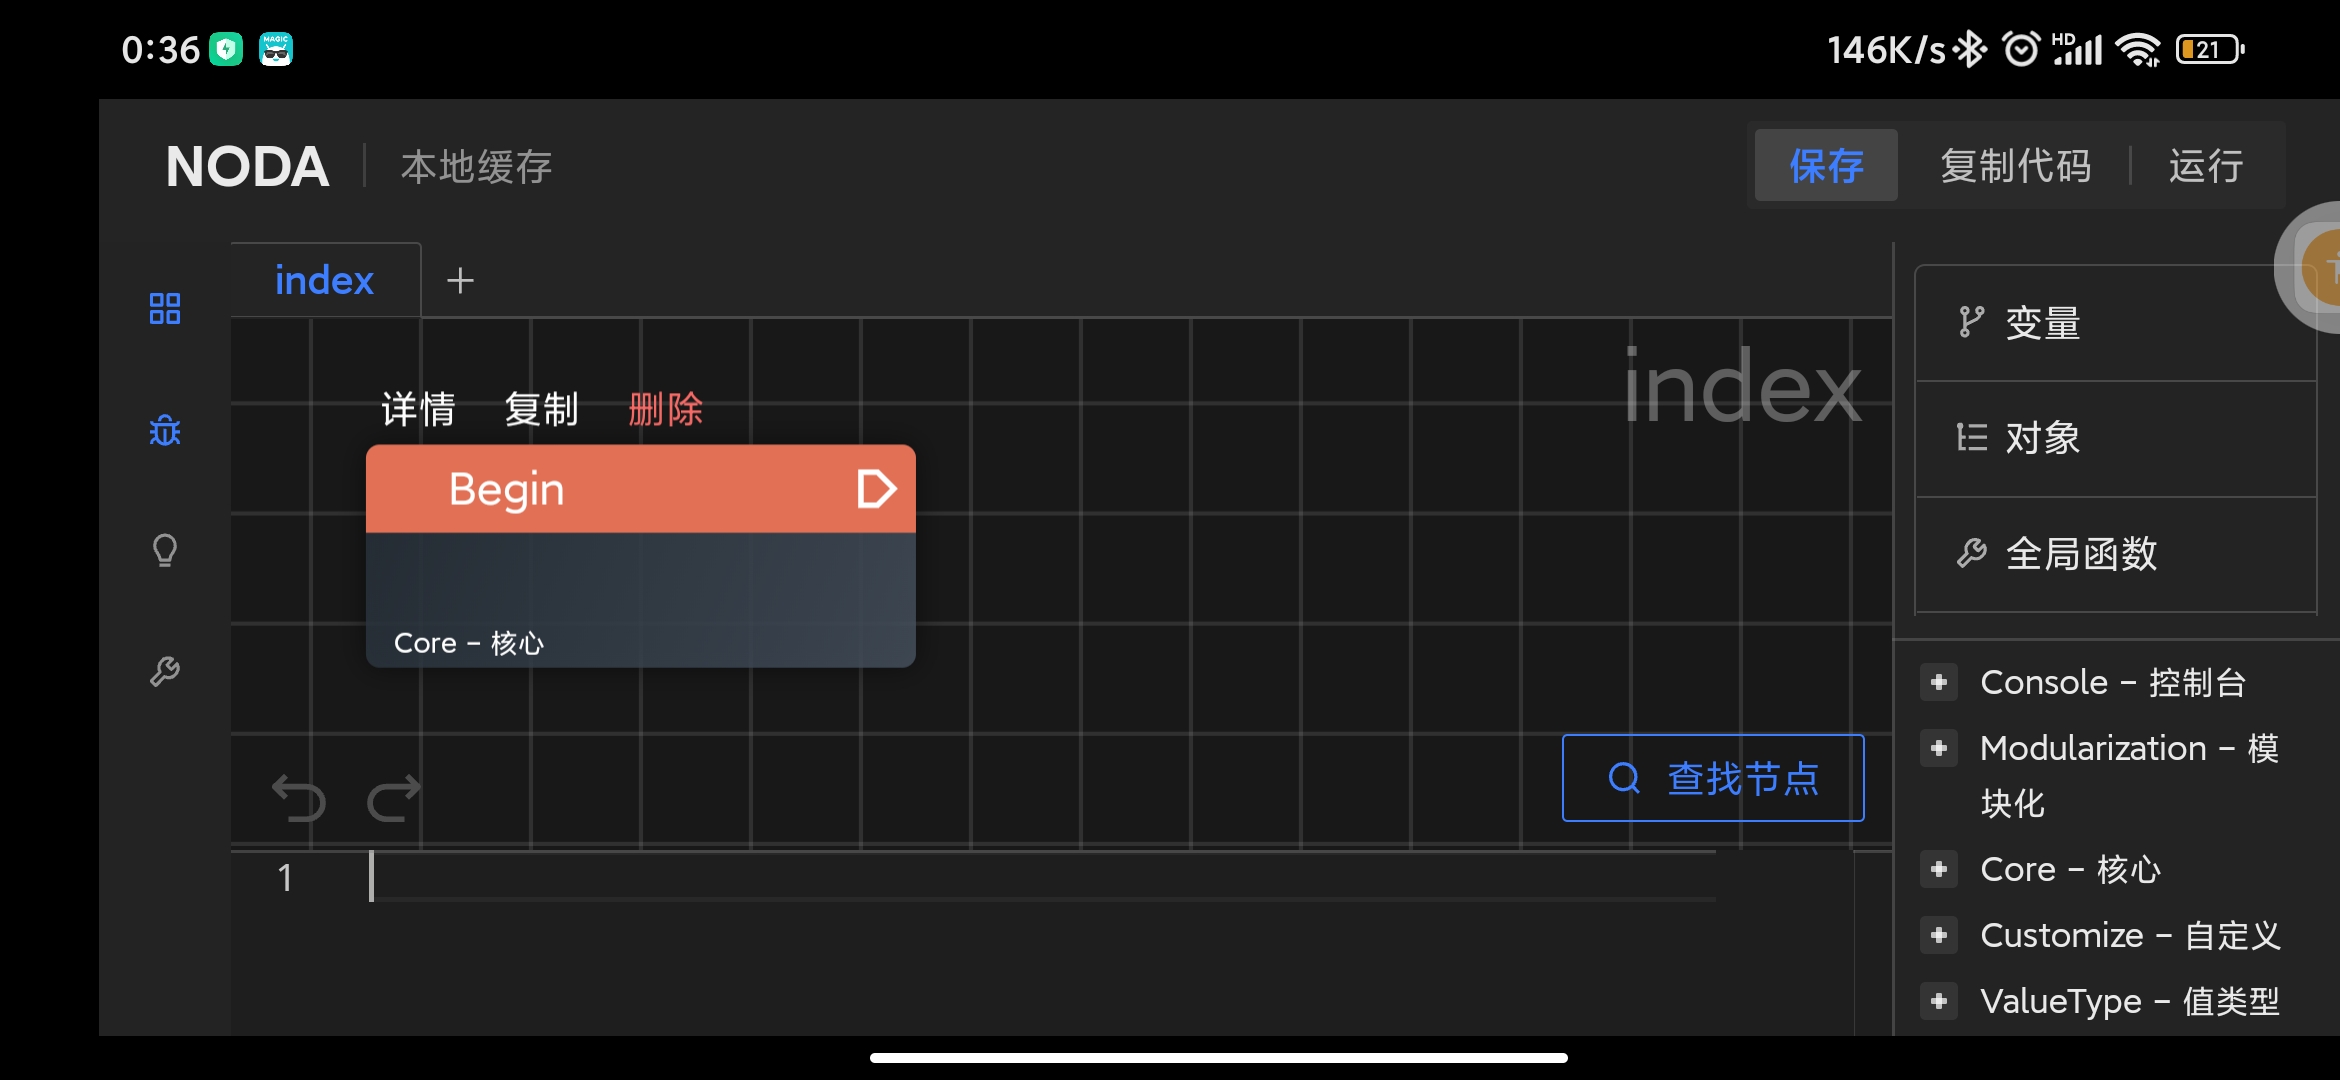 0:36
MAGIC
146K/s
HD
21
NODA
本地缓存
保存
复制代码
运行
index
+
index
详情
复制
删除
Begin
Core - 核心
查找节点
1
变量
对象
全局函数
Console - 控制台
Modularization - 模
块化
Core - 核心
Customize - 自定义
ValueType - 值类型